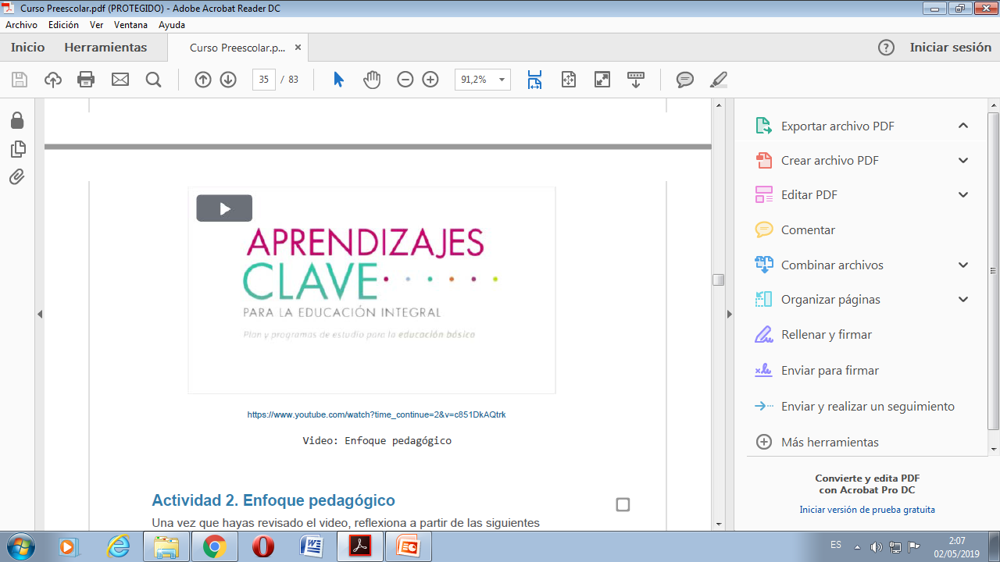 Curso Preescolar.pdf (PROTEGIDO) - Adobe Acrobat Reader DC
Archivo Edición Ver Ventana Ayuda
Inicio Herramientas Curso Preescolar.p... × ? Iniciar sesión
35 / 83 91,2%
APRENDIZAJES
CLAVE
PARA LA EDUCACIÓN INTEGRAL
Plan y programas de estudio para la educación básica
https://www.youtube.com/watch?time_continue=2&v=c851DkAQtrk
Video: Enfoque pedagógico
Actividad 2. Enfoque pedagógico
Una vez que hayas revisado el video, reflexiona a partir de las siguientes
Exportar archivo PDF
Crear archivo PDF
Editar PDF
Comentar
Combinar archivos
Organizar páginas
Rellenar y firmar
Enviar para firmar
Enviar y realizar un seguimiento
Más herramientas
Convierte y edita PDF
con Acrobat Pro DC
Iniciar versión de prueba gratuita
ES 2:07
02/05/2019